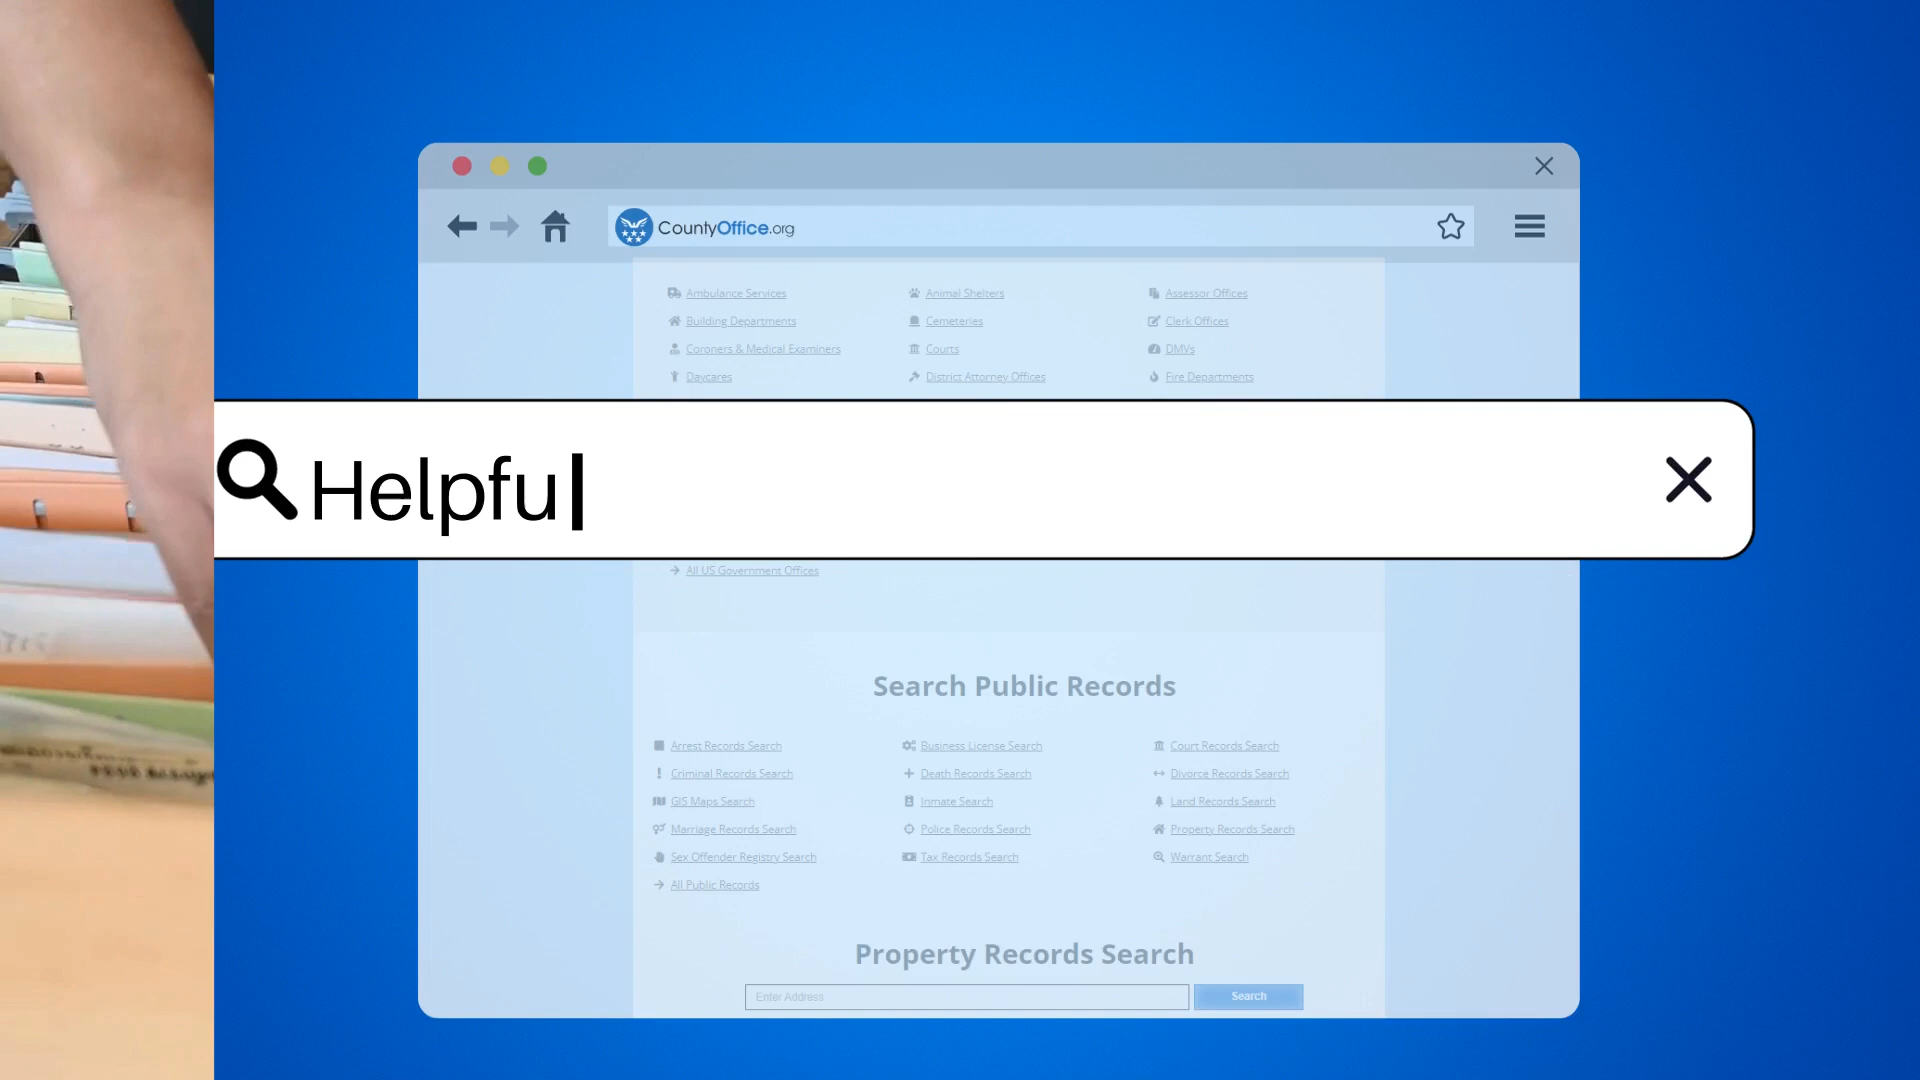 CountyOffice.org
Ambulance Services
Animal Shelters
Assessor Offices
Building Departments
Cemeteries
Clerk Offices
Coroners & Medical Examiners
Courts
DMVs
Daycares
District Attorney Offices
Fire Departments
Helpfu
All US Government Offices
Search Public Records
Arrest Records Search
Business License Search
Court Records Search
Criminal Records Search
Death Records Search
Divorce Records Search
GIS Maps Search
Inmate Search
Land Records Search
Marriage Records Search
Police Records Search
Property Records Search
Sex Offender Registry Search
Tax Records Search
Warrant Search
All Public Records
Property Records Search
Enter Address
Search